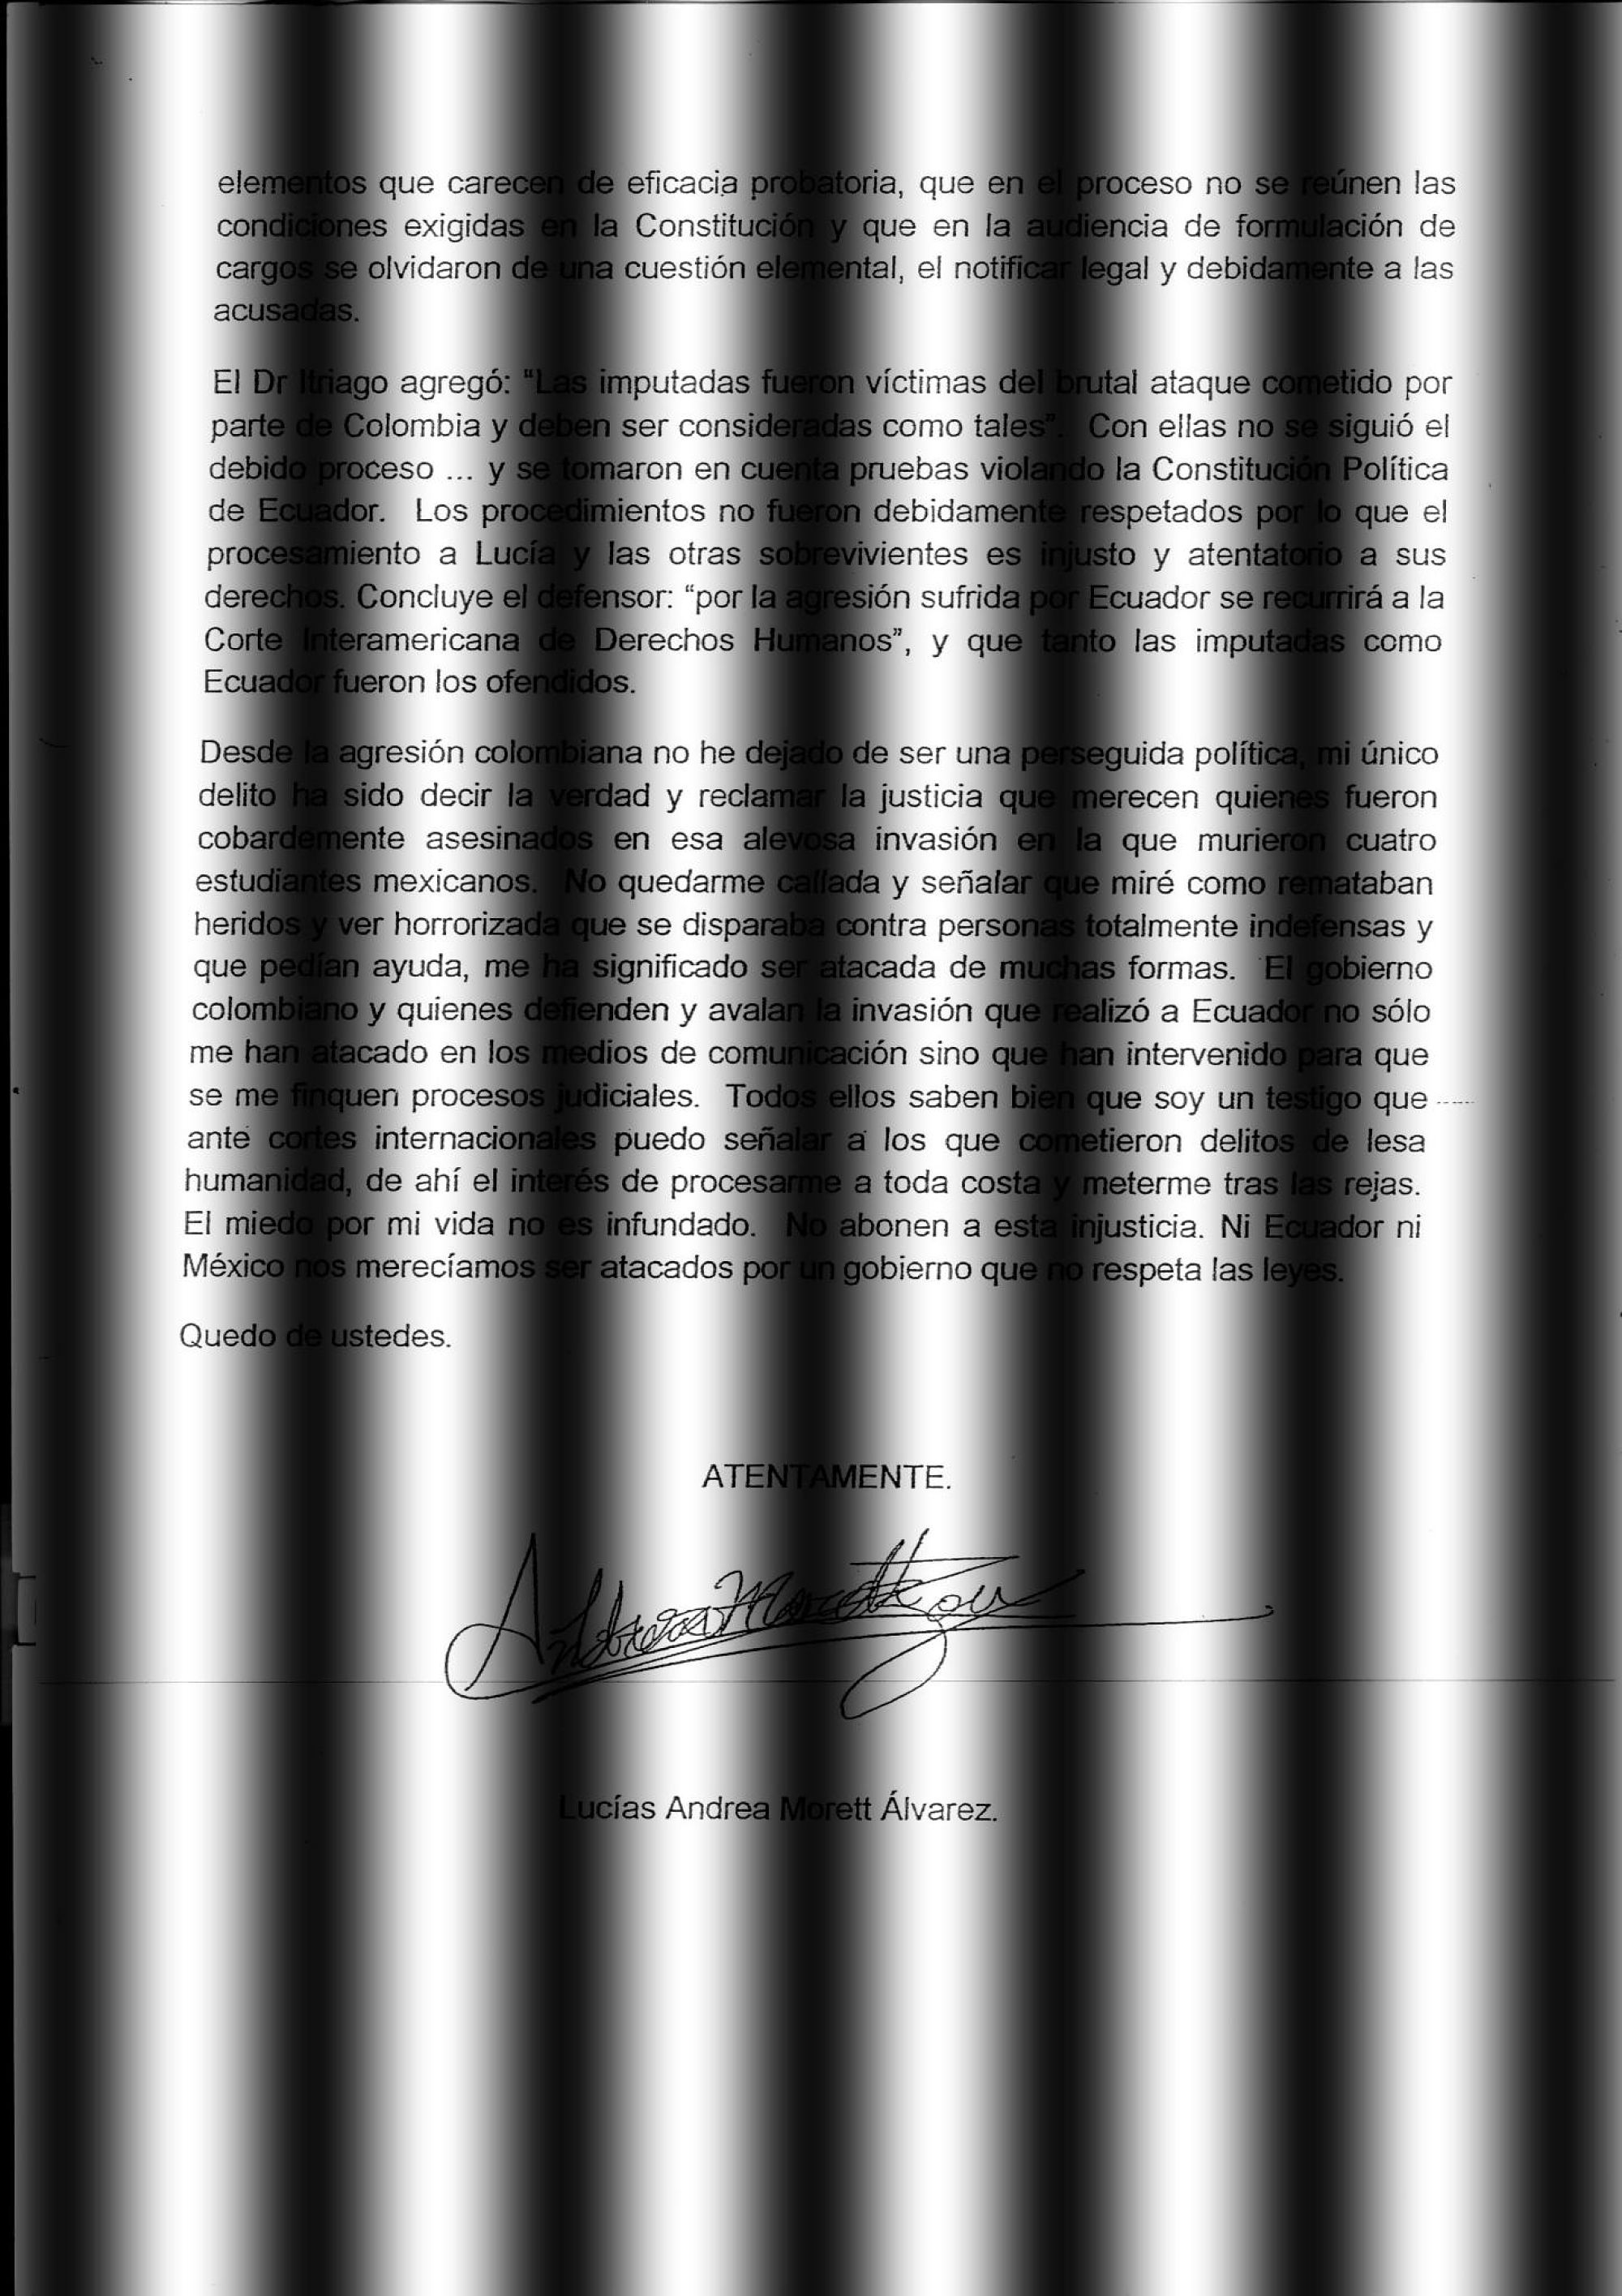 elementos que carecen de eficacia probatoria, que en el proceso no se reúnen las
condiciones exigidas en la Constitución y que en la audiencia de formulación de
cargos se olvidaron de una cuestión elemental, el notificar legal y debidamente a las
acusadas.
El Dr Itriago agregó: “Las imputadas fueron víctimas del brutal ataque cometido por
parte de Colombia y deben ser consideradas como tales”. Con ellas no se siguió el
debido proceso ... y se tomaron en cuenta pruebas violando la Constitución Política
de Ecuador. Los procedimientos no fueron debidamente respetados por lo que el
procesamiento a Lucía y las otras sobrevivientes es injusto y atentatorio a sus
derechos. Concluye el defensor: “por la agresión sufrida por Ecuador se recurrirá a la
Corte Interamericana de Derechos Humanos”, y que tanto las imputadas como
Ecuador fueron los ofendidos.
Desde la agresión colombiana no he dejado de ser una perseguida política, mi único
delito ha sido decir la verdad y reclamar la justicia que merecen quienes fueron
cobardemente asesinados en esa alevosa invasión en la que murieron cuatro
estudiantes mexicanos. No quedarme callada y señalar que miré como remataban
heridos y ver horrorizada que se disparaba contra personas totalmente indefensas y
que pedían ayuda, me ha significado ser atacada de muchas formas. El gobierno
colombiano y quienes defienden y avalan la invasión que realizó a Ecuador no sólo
me han atacado en los medios de comunicación sino que han intervenido para que
se me finquen procesos judiciales. Todos ellos saben bien que soy un testigo que
ante cortes internacionales puedo señalar a los que cometieron delitos de lesa
humanidad, de ahí el interés de procesarme a toda costa y meterme tras las rejas.
El miedo por mi vida no es infundado. No abonen a esta injusticia. Ni Ecuador ni
México nos merecíamos ser atacados por un gobierno que no respeta las leyes.
Quedo de ustedes.
ATENTAMENTE.
Andrea Morett
Lucías Andrea Morett Álvarez.